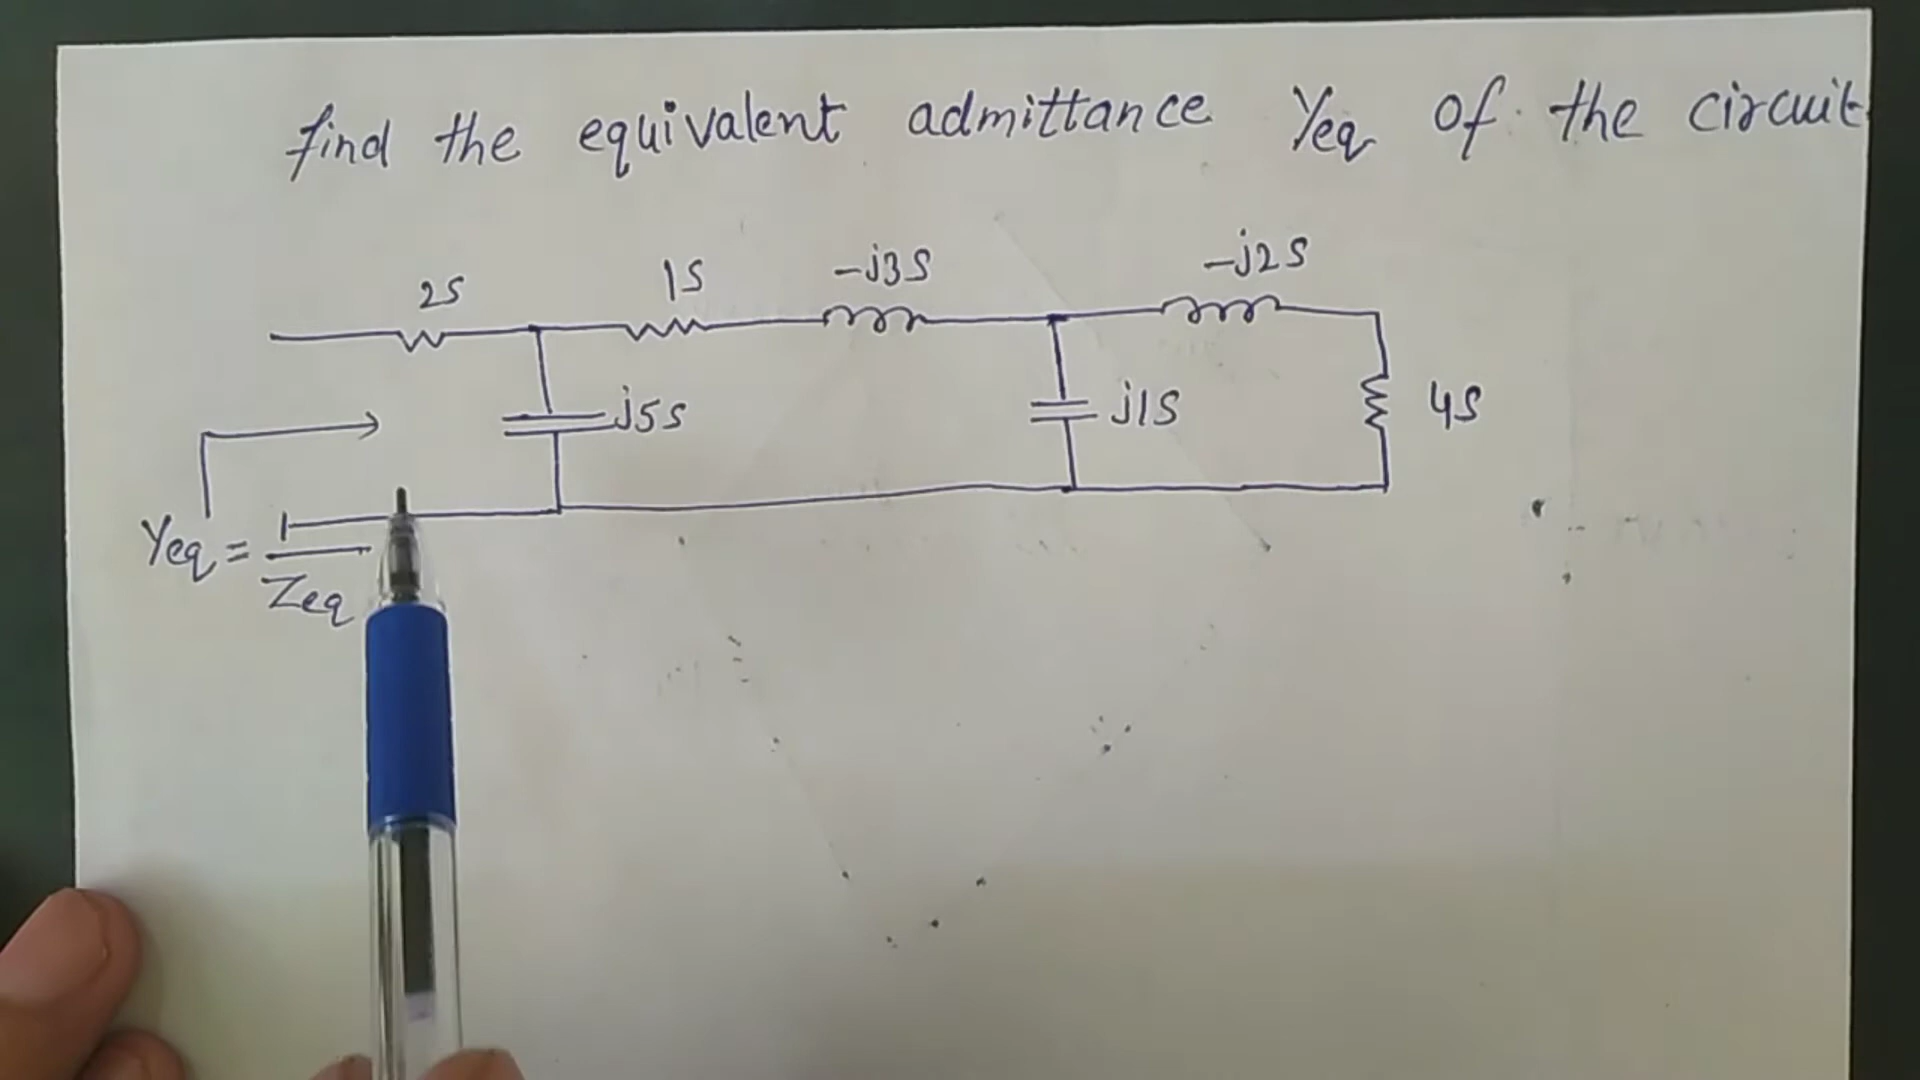 find the equivalent admittance Yeq of the circuit
2S 1S -j3S -j2S
j5S j1S 4S
Yeq = 1/Zeq